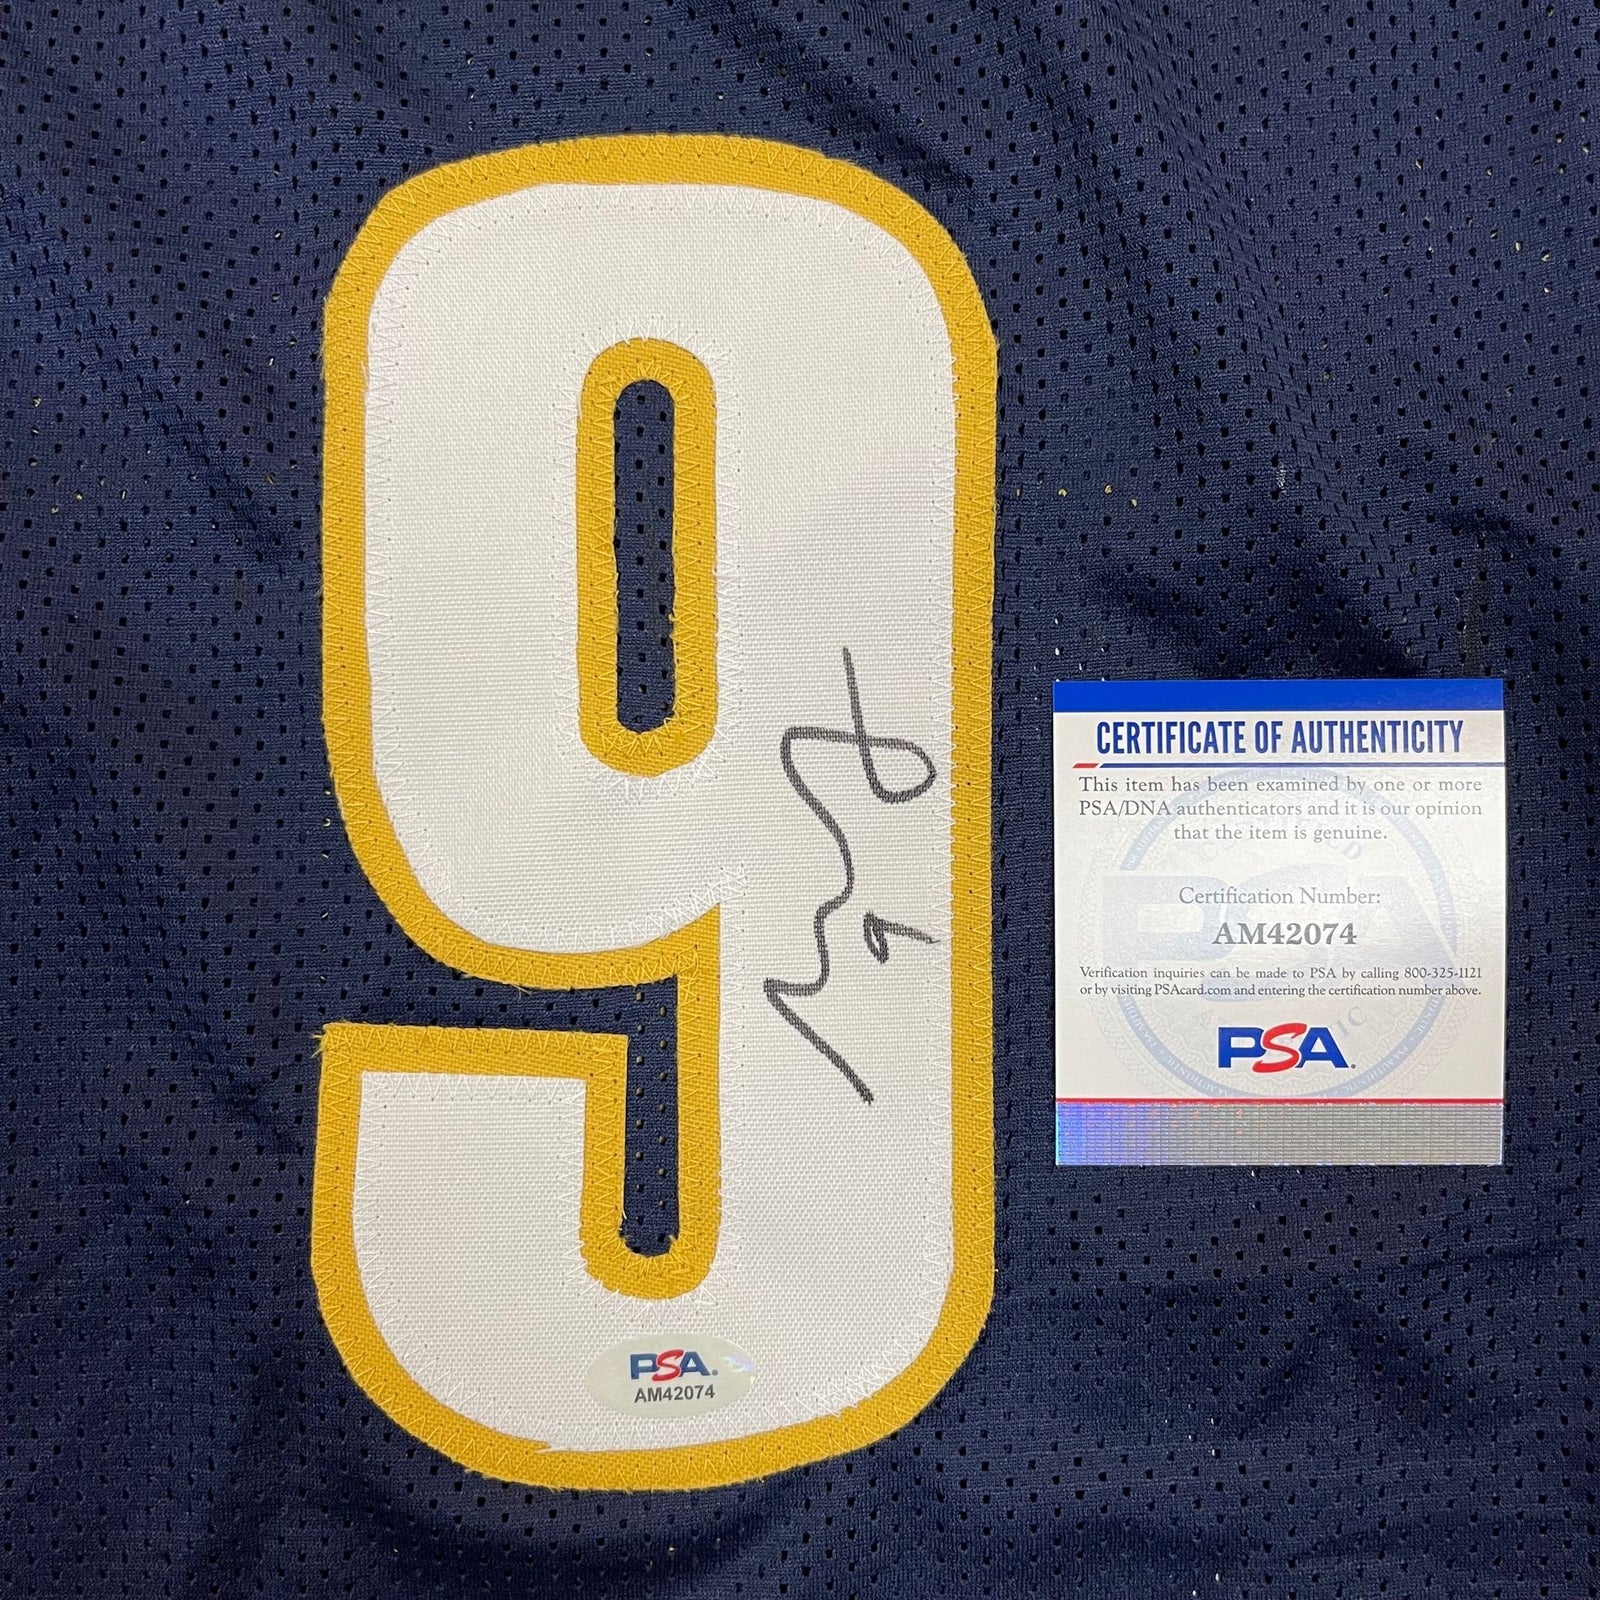 9
9
CERTIFICATE OF AUTHENTICITY
This item has been examined by one or more
PSA/DNA authenticators and it is our opinion
that the item is genuine.
Certification Number:
AM42074
Verification inquiries can be made to PSA by calling 800-325-1121
or by visiting PSAcard.com and entering the certification number above.
PSA.
PSA.
AM42074